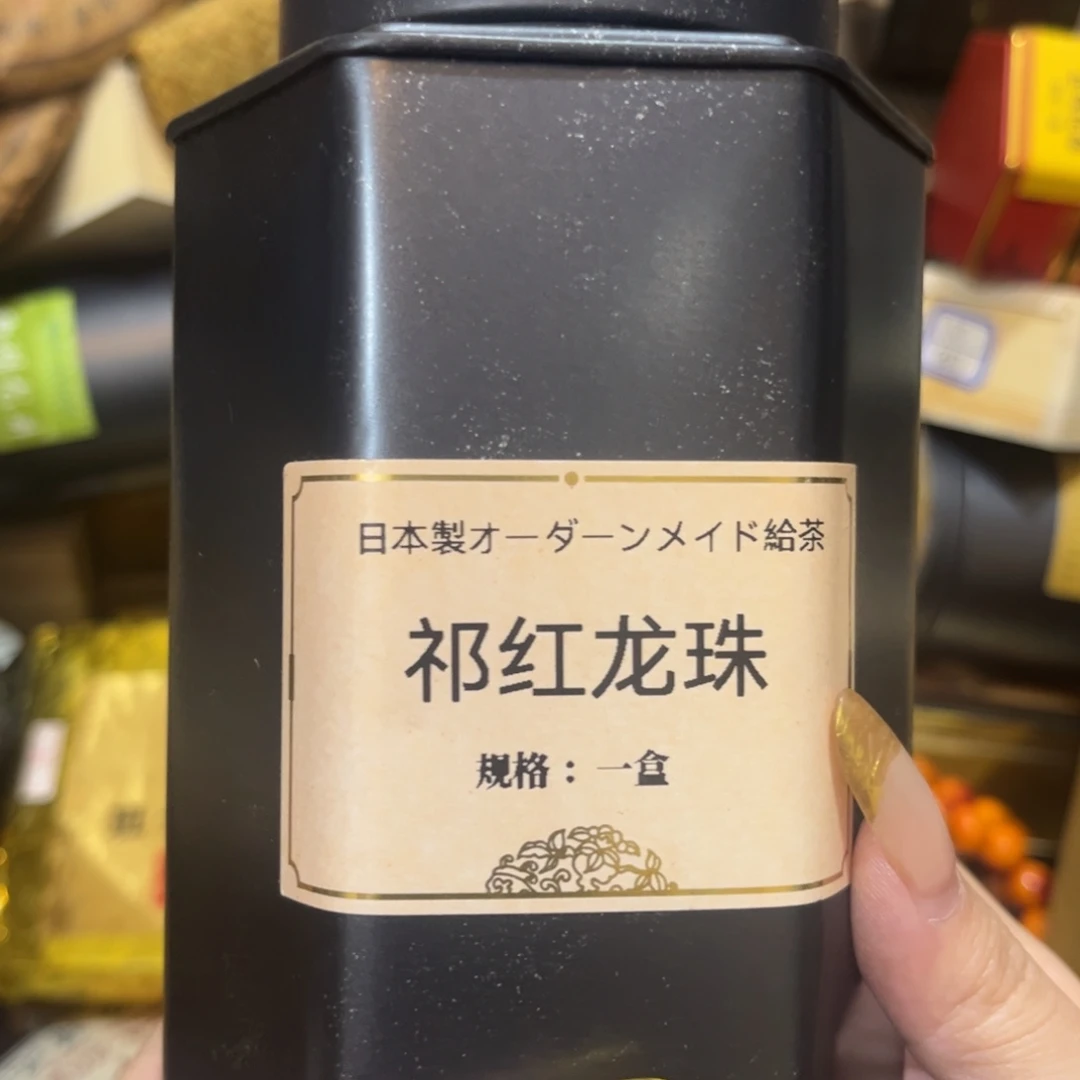 日本製オーダーンメイド給茶
祁红龙珠
规格：一盒